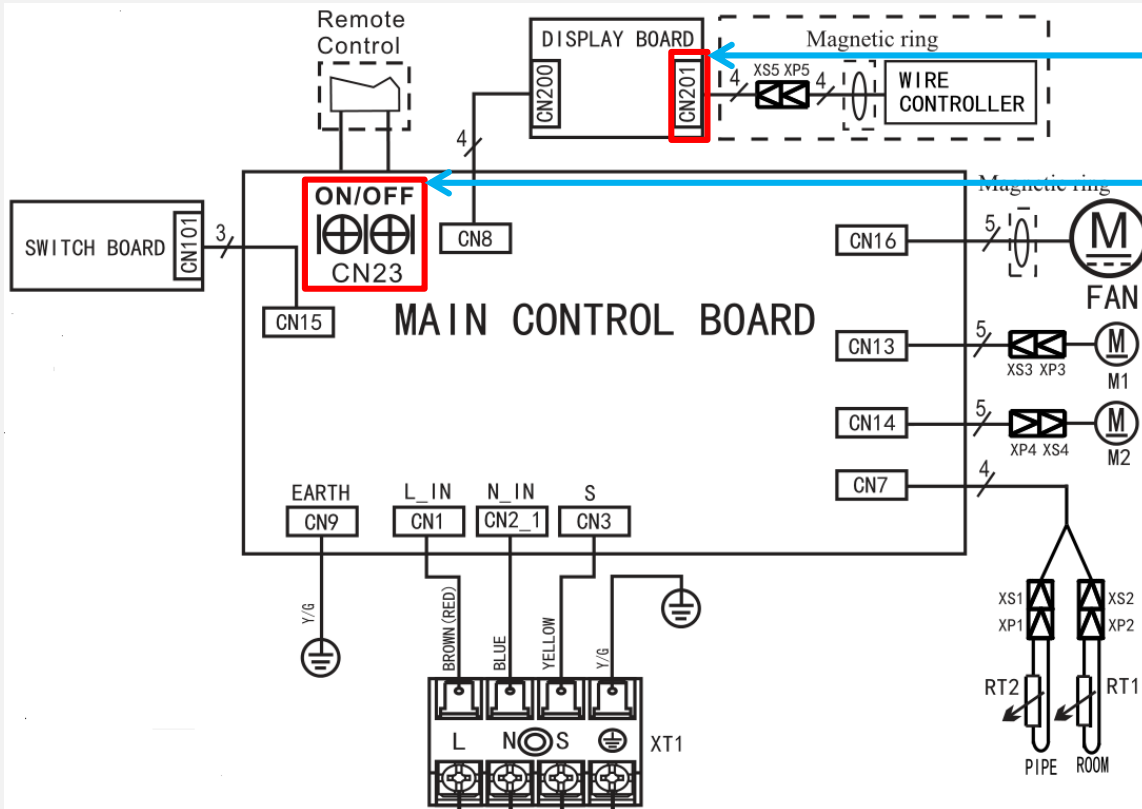 Remote
Control
DISPLAY BOARD
CN200
CN201
4
XS5 XP5
4
Magnetic ring
WIRE
CONTROLLER
4
ON/OFF
CN23
CN8
SWITCH BOARD
CN101
3
CN15
MAIN CONTROL BOARD
Magnetic ring
CN16
5
M
FAN
CN13
5
XS3 XP3
M
M1
CN14
5
XP4 XS4
M
M2
CN7
4
EARTH
CN9
L_IN
CN1
N_IN
CN2_1
S
CN3
Y/G
BROWN(RED)
BLUE
YELLOW
Y/G
L
N
S
XT1
XS1
XP1
XS2
XP2
RT2
RT1
PIPE
ROOM